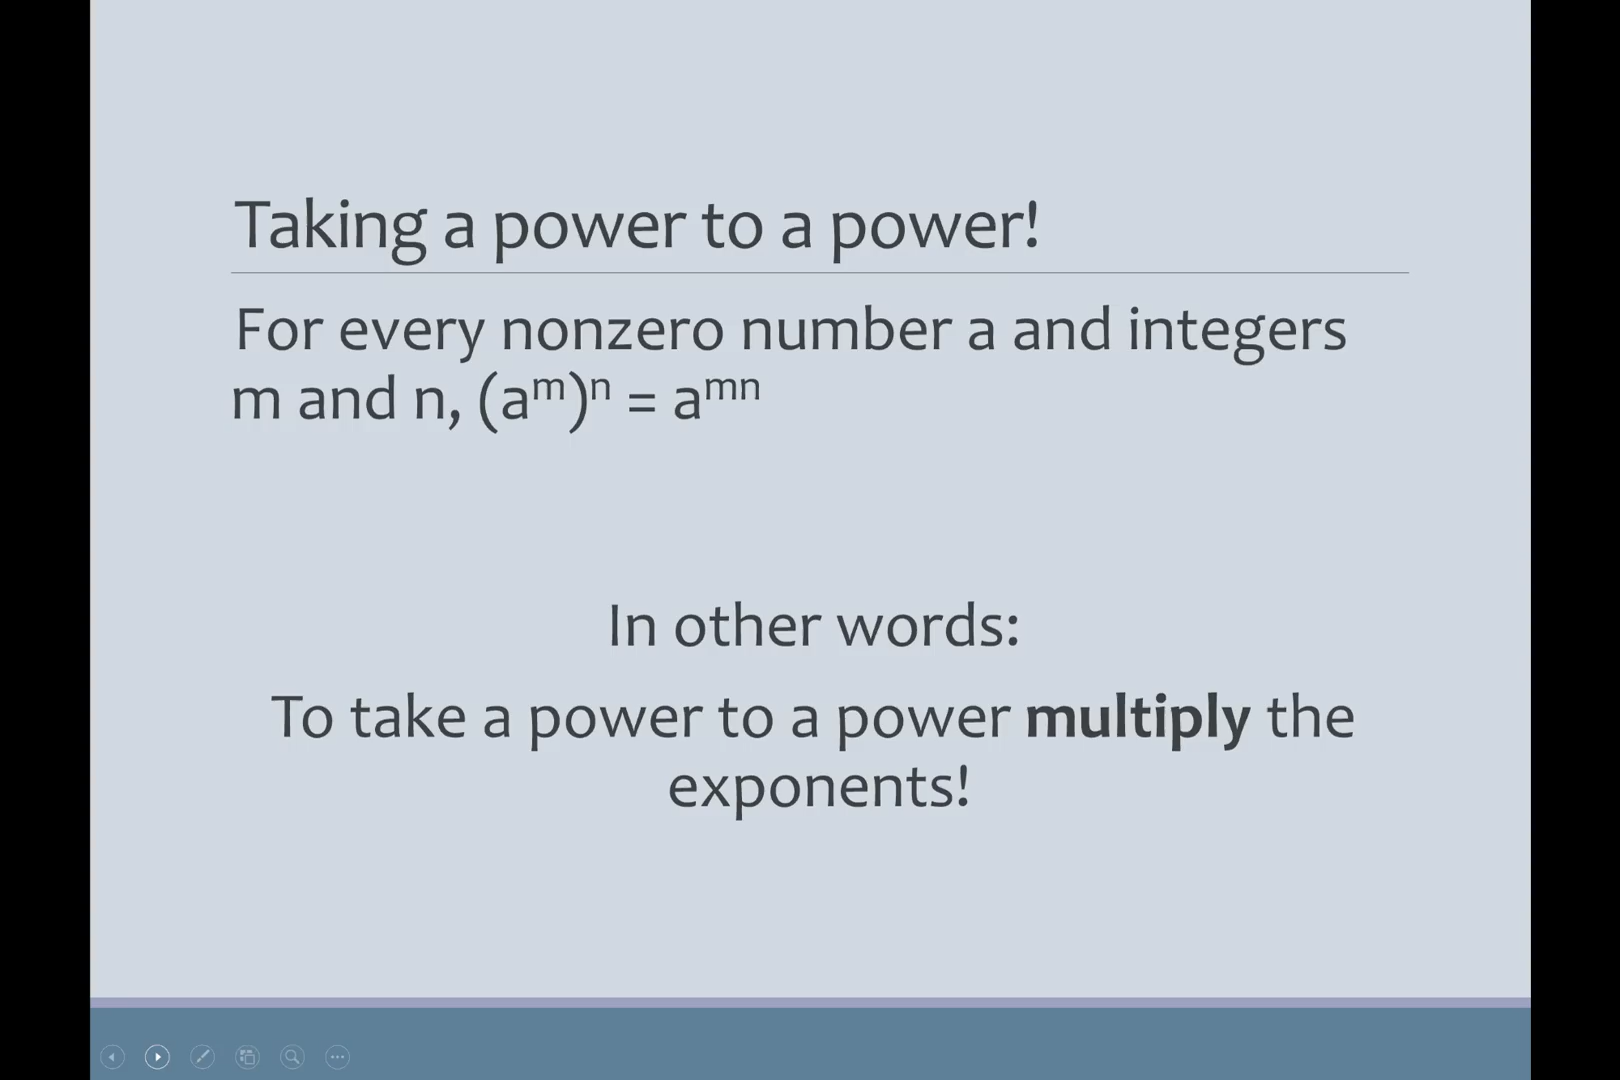 Taking a power to a power!
For every nonzero number a and integers
m and n, (aᵐ)ⁿ = aᵐⁿ
In other words:
To take a power to a power multiply the
exponents!